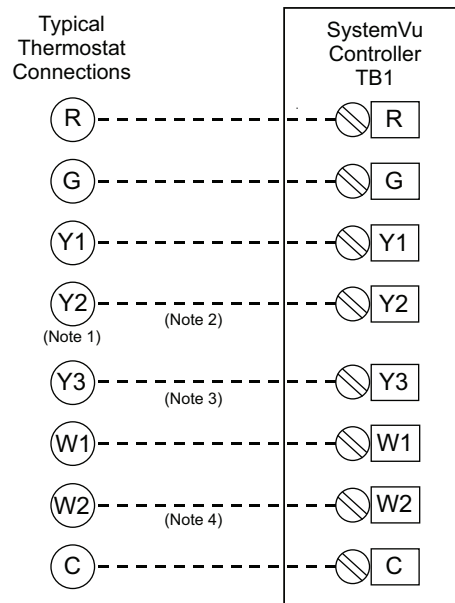 Typical
Thermostat
Connections
SystemVu
Controller
TB1
R R
G G
Y1 Y1
Y2 (Note 2) Y2
(Note 1)
Y3 (Note 3) Y3
W1 W1
W2 (Note 4) W2
C C